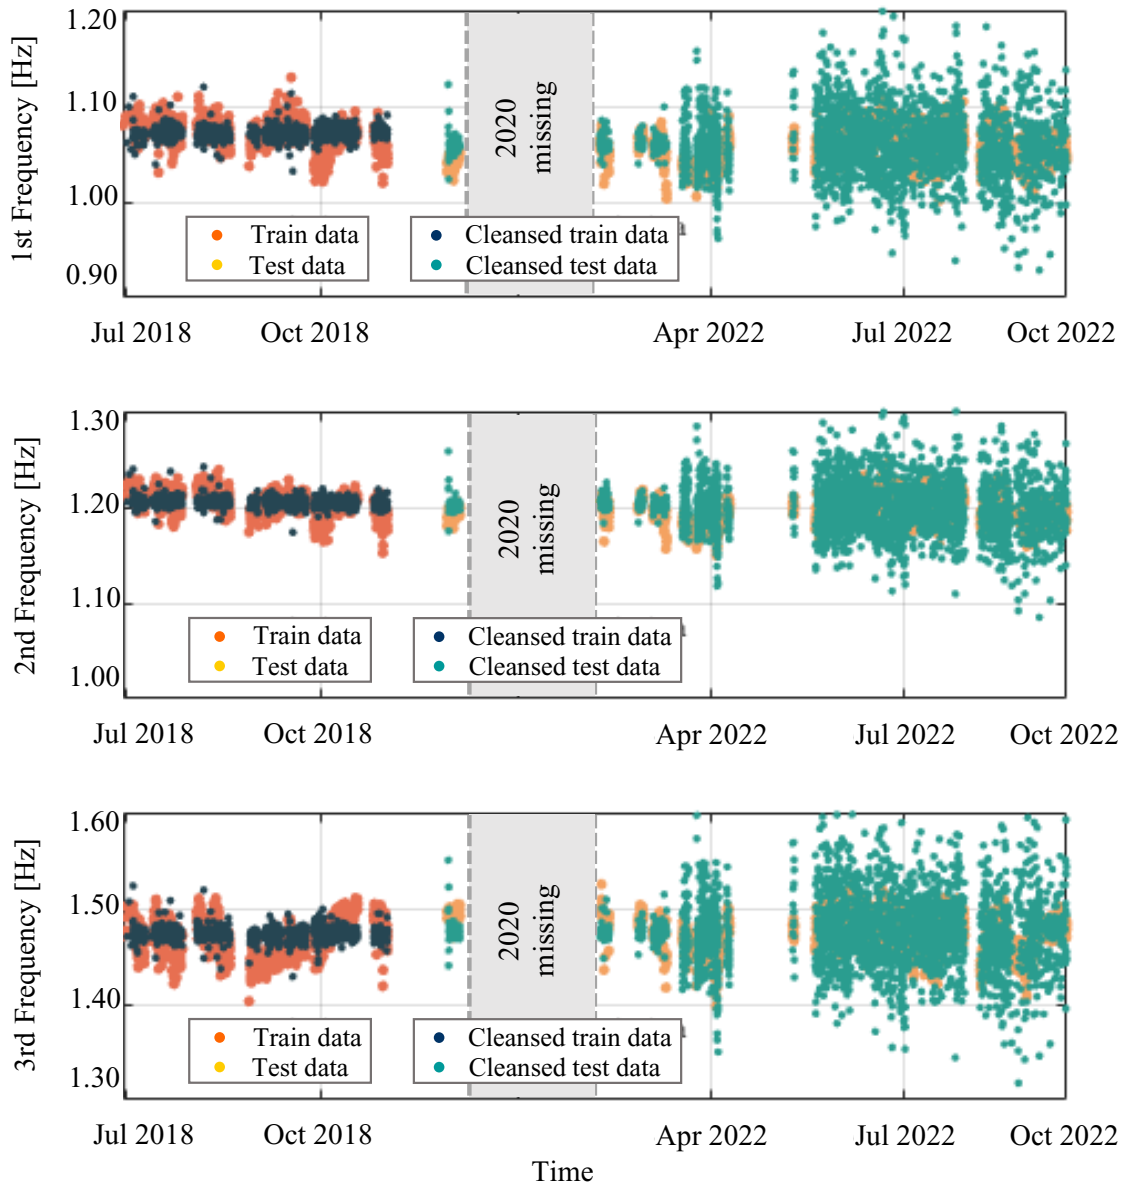 1st Frequency [Hz]
1.20
1.10
1.00
0.90
2020
missing
Train data
Test data
Cleansed train data
Cleansed test data
Jul 2018
Oct 2018
Apr 2022
Jul 2022
Oct 2022
2nd Frequency [Hz]
1.30
1.20
1.10
1.00
2020
missing
Train data
Test data
Cleansed train data
Cleansed test data
Jul 2018
Oct 2018
Apr 2022
Jul 2022
Oct 2022
3rd Frequency [Hz]
1.60
1.50
1.40
1.30
2020
missing
Train data
Test data
Cleansed train data
Cleansed test data
Jul 2018
Oct 2018
Apr 2022
Jul 2022
Oct 2022
Time